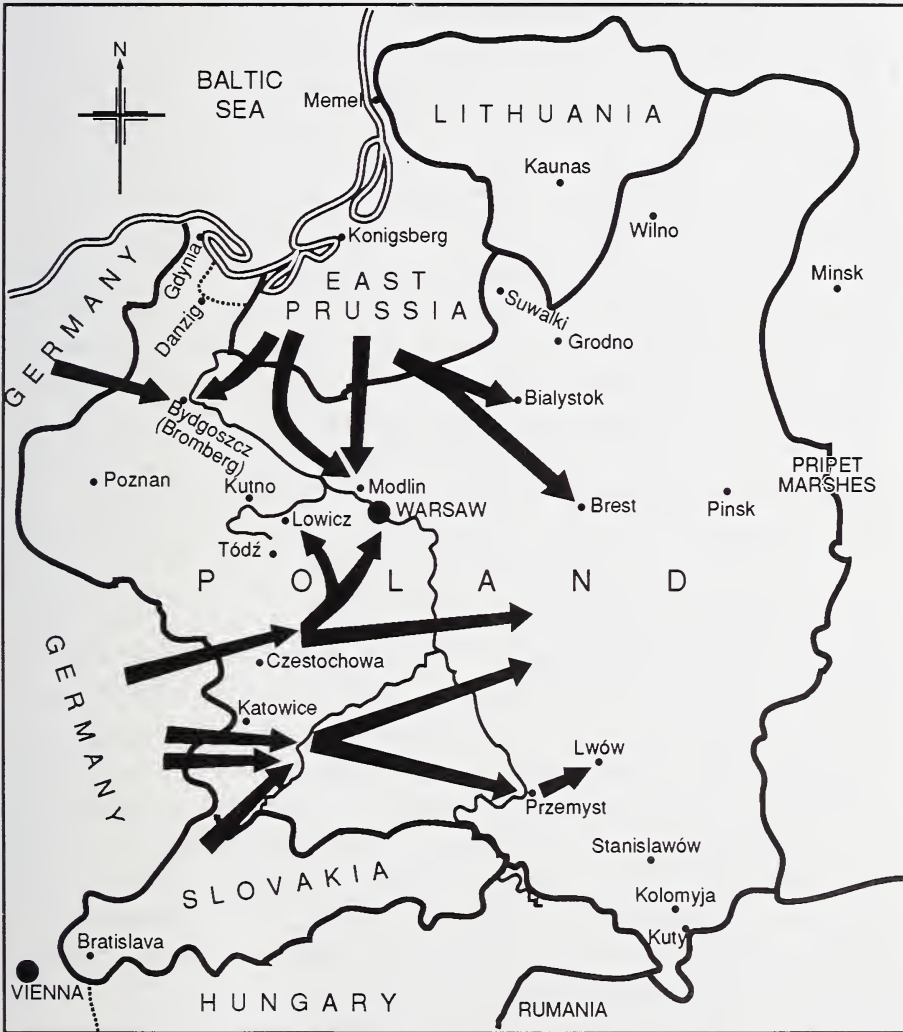 N
BALTIC
SEA
Memel
LITHUANIA
Kaunas
Wilno
Konigsberg
Gdynia
EAST
PRUSSIA
Minsk
Suwalki
Danzig
Grodno
GERMANY
Bialystok
Bydgoszcz
(Bromberg)
PRIPET
MARSHES
Poznan
Kutno
Modlin
Brest
Pinsk
Lowicz
WARSAW
Tódź
POLAND
GERMANY
Czestochowa
Katowice
Lwów
Przemyst
Stanislawów
SLOVAKIA
Kolomyja
Kuty
Bratislava
VIENNA
HUNGARY
RUMANIA